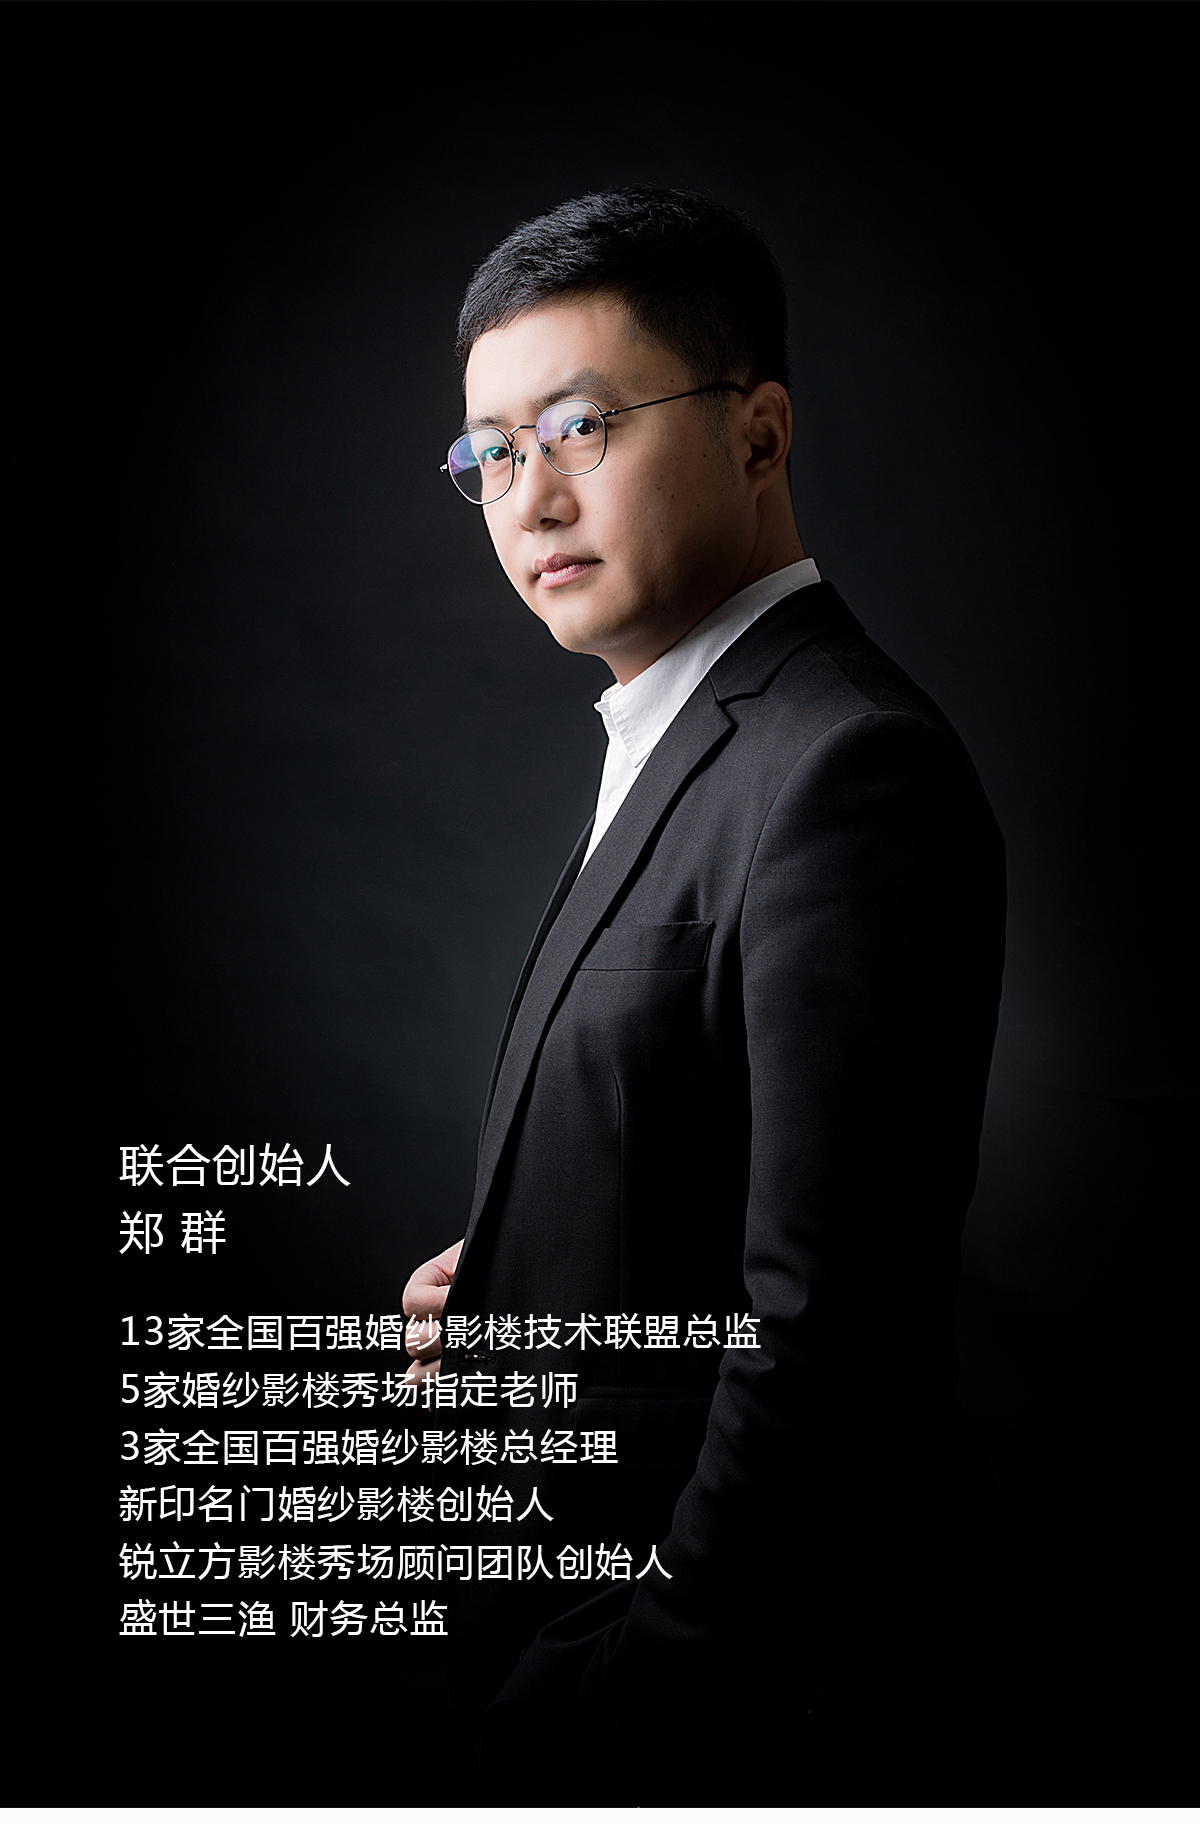 联合创始人
郑 群
13家全国百强婚纱影楼技术联盟总监
5家婚纱影楼秀场指定老师
3家全国百强婚纱影楼总经理
新印名门婚纱影楼创始人
锐立方影楼秀场顾问团队创始人
盛世三渔 财务总监